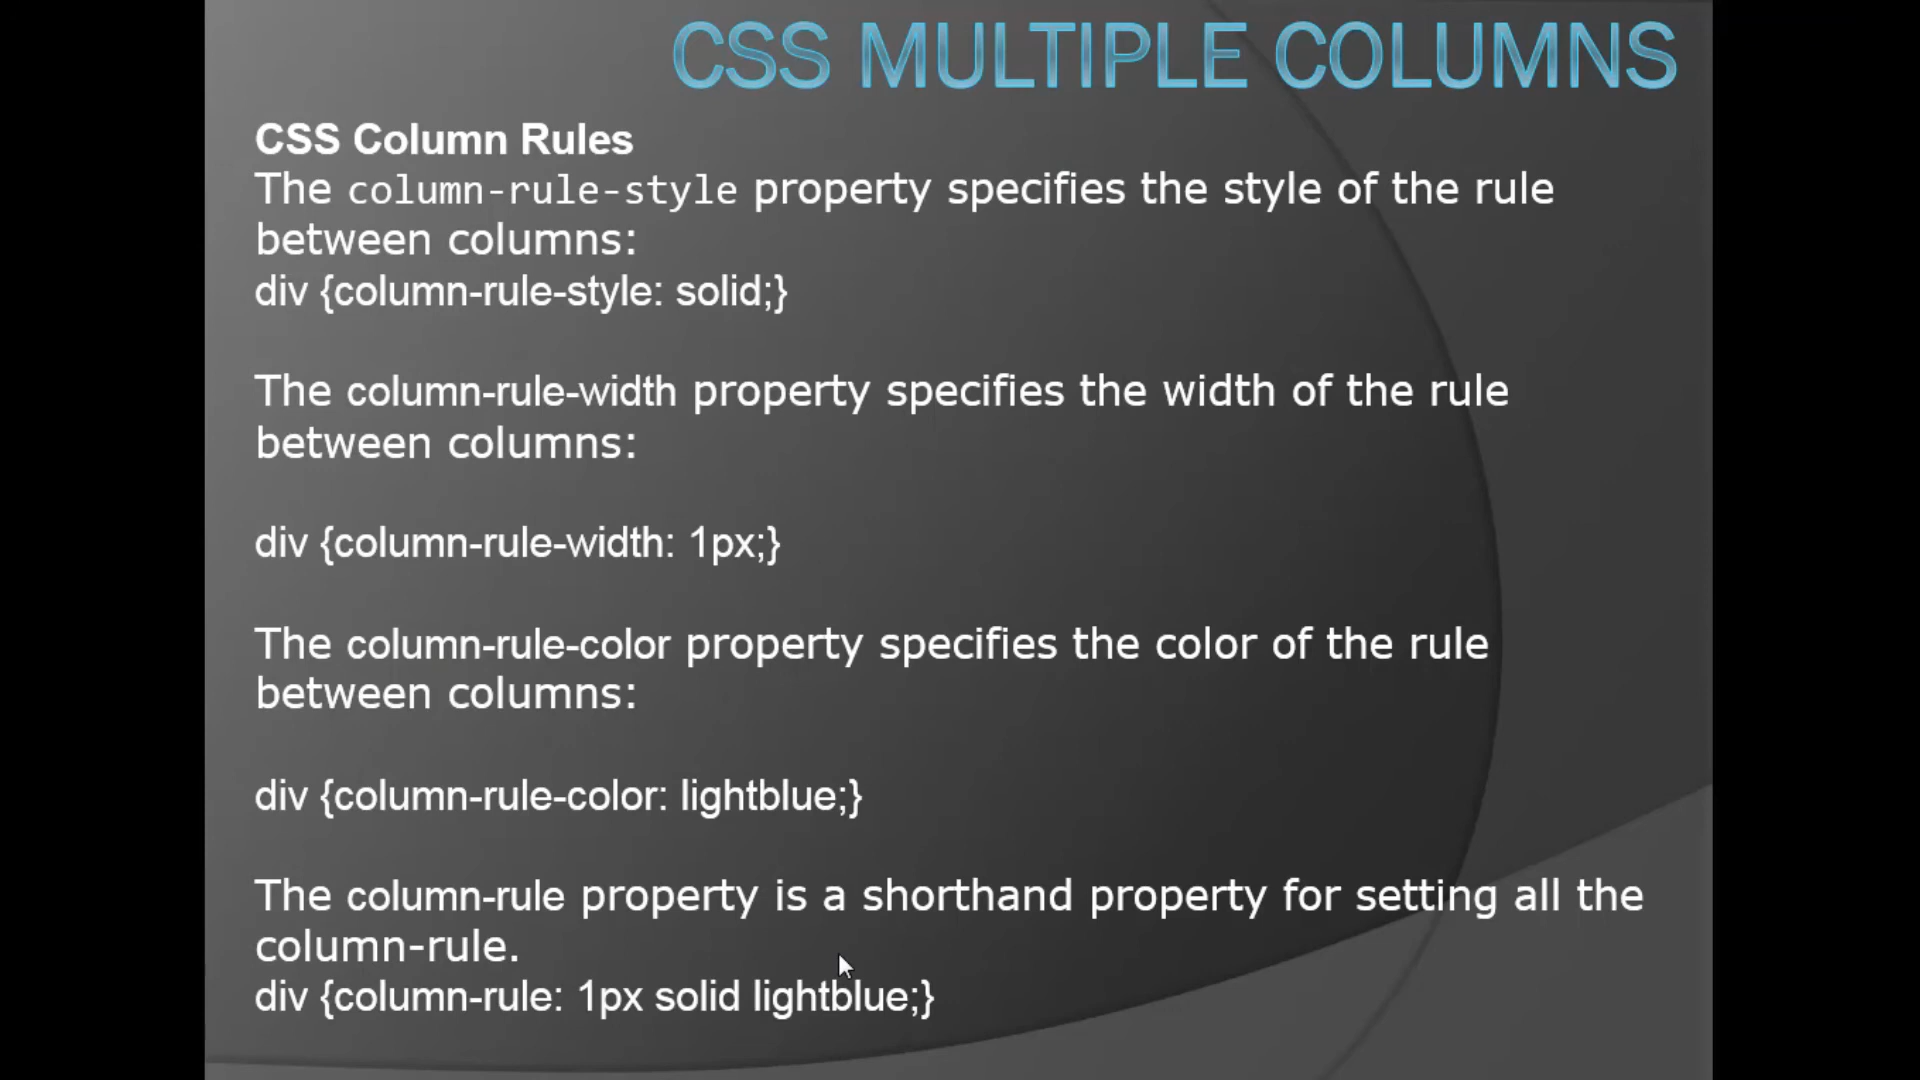 CSS MULTIPLE COLUMNS
CSS Column Rules
The column-rule-style property specifies the style of the rule
between columns:
div {column-rule-style: solid;}
The column-rule-width property specifies the width of the rule
between columns:
div {column-rule-width: 1px;}
The column-rule-color property specifies the color of the rule
between columns:
div {column-rule-color: lightblue;}
The column-rule property is a shorthand property for setting all the
column-rule.
div {column-rule: 1px solid lightblue;}